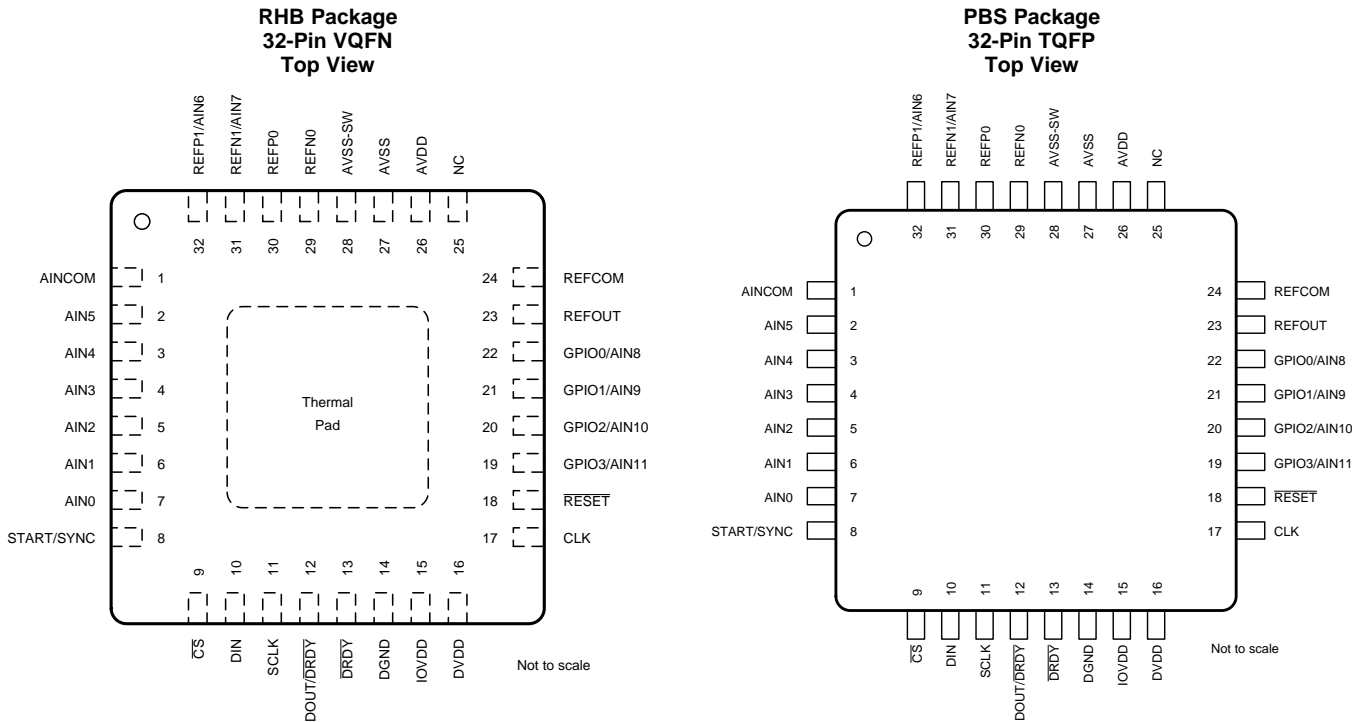 RHB Package
32-Pin VQFN
Top View
REFP1/AIN6
REFN1/AIN7
REFP0
REFN0
AVSS-SW
AVSS
AVDD
NC
32
31
30
29
28
27
26
25
AINCOM 1
AIN5 2
AIN4 3
AIN3 4
AIN2 5
AIN1 6
AIN0 7
START/SYNC 8
Thermal
Pad
24 REFCOM
23 REFOUT
22 GPIO0/AIN8
21 GPIO1/AIN9
20 GPIO2/AIN10
19 GPIO3/AIN11
18 R̅E̅S̅E̅T̅
17 CLK
9
10
11
12
13
14
15
16
C̅S̅
DIN
SCLK
DOUT/D̅R̅D̅Y̅
D̅R̅D̅Y̅
DGND
IOVDD
DVDD
Not to scale
PBS Package
32-Pin TQFP
Top View
REFP1/AIN6
REFN1/AIN7
REFP0
REFN0
AVSS-SW
AVSS
AVDD
NC
32
31
30
29
28
27
26
25
AINCOM 1
AIN5 2
AIN4 3
AIN3 4
AIN2 5
AIN1 6
AIN0 7
START/SYNC 8
24 REFCOM
23 REFOUT
22 GPIO0/AIN8
21 GPIO1/AIN9
20 GPIO2/AIN10
19 GPIO3/AIN11
18 R̅E̅S̅E̅T̅
17 CLK
9
10
11
12
13
14
15
16
C̅S̅
DIN
SCLK
DOUT/D̅R̅D̅Y̅
D̅R̅D̅Y̅
DGND
IOVDD
DVDD
Not to scale